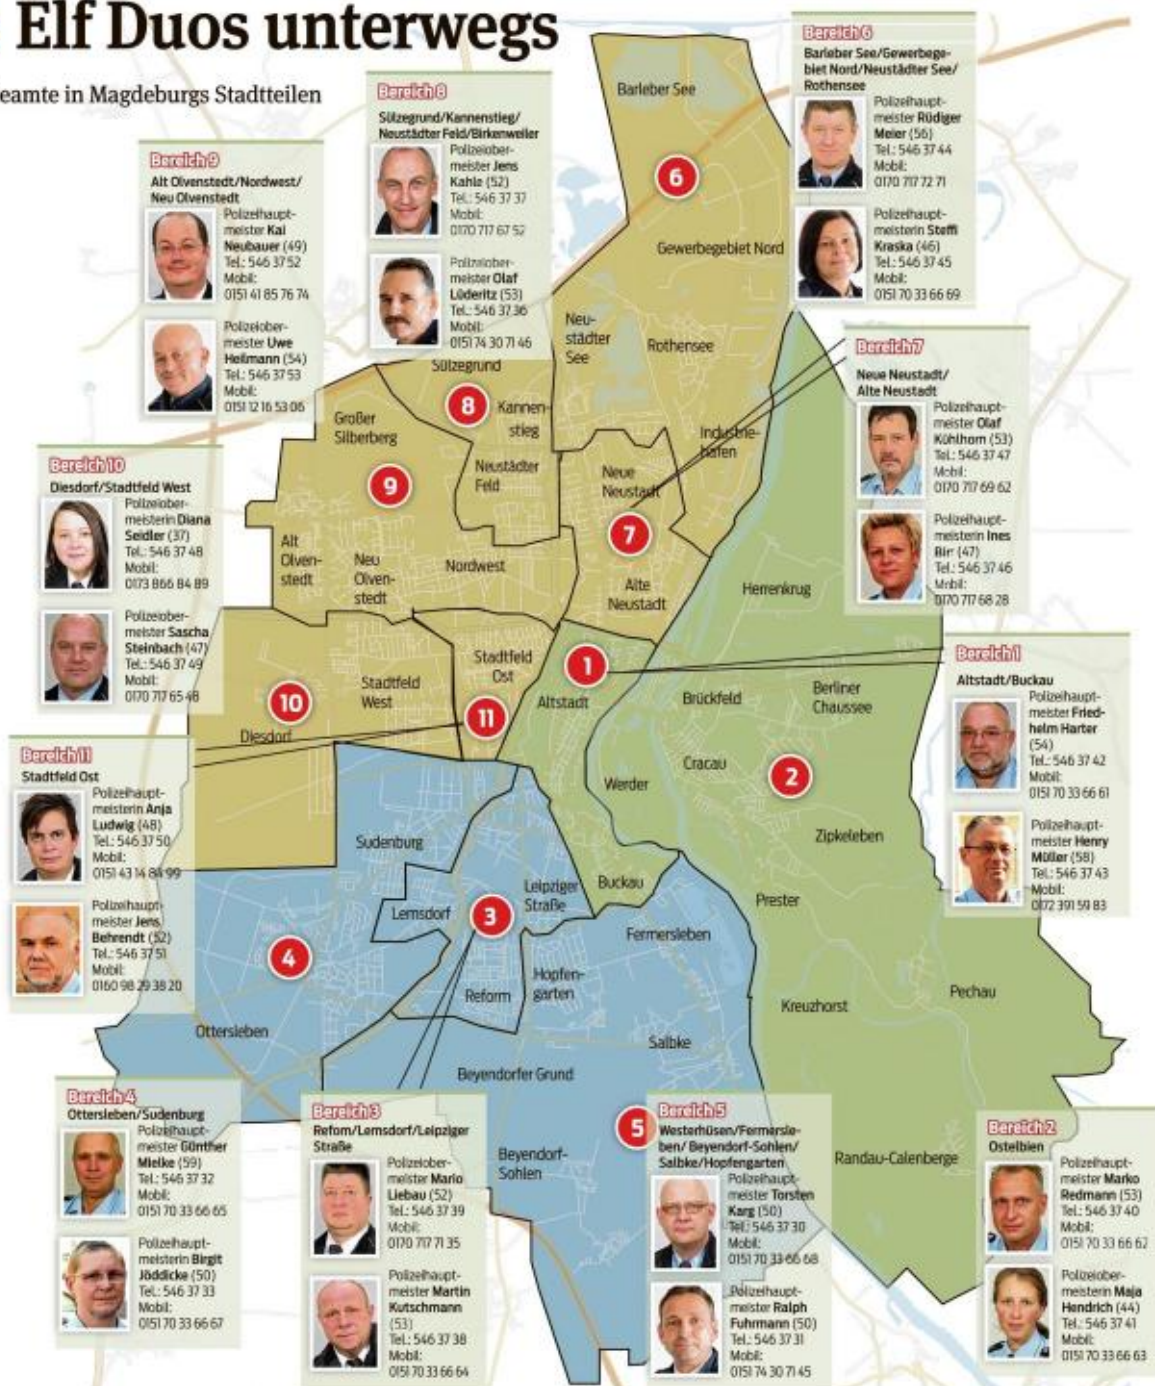 Elf Duos unterwegs
eamte in Magdeburgs Stadtteilen
Bereich 9
Alt Olvenstedt/Nordwest/
Neu Olvenstedt
Polizeihaupt-
meister Kai
Neubauer (49)
Tel.: 546 37 52
Mobil:
0151 41 85 76 74
Polizeiober-
meister Uwe
Heilmann (54)
Tel.: 546 37 53
Mobil:
0151 12 16 53 06
Bereich 8
Sülzegrund/Kannenstieg/
Neustädter Feld/Birkenweiler
Polizeiober-
meister Jens
Kahle (52)
Tel.: 546 37 37
Mobil:
0170 717 67 52
Polizeiober-
meister Olaf
Lüderitz (53)
Tel.: 546 37 36
Mobil:
0151 74 30 71 46
Bereich 6
Barleber See/Gewerbege-
biet Nord/Neustädter See/
Rothensee
Polizeihaupt-
meister Rüdiger
Meier (56)
Tel.: 546 37 44
Mobil:
0170 717 72 71
Polizeihaupt-
meisterin Steffi
Kraska (46)
Tel.: 546 37 45
Mobil:
0151 70 33 66 69
Bereich 7
Neue Neustadt/
Alte Neustadt
Polizeihaupt-
meister Olaf
Kühlhorn (53)
Tel.: 546 37 47
Mobil:
0170 717 69 62
Polizeihaupt-
meisterin Ines
Birr (47)
Tel.: 546 37 46
Mobil:
0170 717 68 28
Bereich 10
Diesdorf/Stadtfeld West
Polizeiober-
meisterin Diana
Seidler (37)
Tel.: 546 37 48
Mobil:
0173 866 84 89
Polizeiober-
meister Sascha
Steinbach (47)
Tel.: 546 37 49
Mobil:
0170 717 65 48
Bereich 1
Altstadt/Buckau
Polizeihaupt-
meister Fried-
helm Harter
(54)
Tel.: 546 37 42
Mobil:
0151 70 33 66 61
Polizeihaupt-
meister Henry
Müller (58)
Tel.: 546 37 43
Mobil:
0172 391 59 83
Bereich 11
Stadtfeld Ost
Polizeihaupt-
meisterin Anja
Ludwig (48)
Tel.: 546 37 50
Mobil:
0151 43 14 84 99
Polizeihaupt-
meister Jens
Behrendt (52)
Tel.: 546 37 51
Mobil:
0160 98 29 38 20
Barleber See
6
Gewerbegebiet Nord
Neu-
städter
See
Rothensee
Industrie-
hafen
Sülzegrund
8
Kannen-
stieg
Neustädter
Feld
Großer
Silberberg
9
Alt
Olven-
stedt
Neu
Olven-
stedt
Nordwest
Neue
Neustadt
7
Alte
Neustadt
Herrenkrug
1
Altstadt
Stadtfeld
Ost
11
Stadtfeld
West
10
Diesdorf
Brückfeld
Berliner
Chaussee
Cracau
2
Werder
Zipkeleben
Buckau
Prester
Sudenburg
Lemsdorf
3
Leipziger
Straße
Fermersleben
4
Hopfen-
garten
Reform
Ottersleben
Kreuzhorst
Pechau
Salbke
Beyendorfer Grund
5
Beyendorf-
Sohlen
Randau-Calenberge
Bereich 4
Ottersleben/Sudenburg
Polizeihaupt-
meister Günther
Mielke (59)
Tel.: 546 37 32
Mobil:
0151 70 33 66 65
Polizeihaupt-
meisterin Birgit
Jöddicke (50)
Tel.: 546 37 33
Mobil:
0151 70 33 66 67
Bereich 3
Refom/Lemsdorf/Leipziger
Straße
Polizeiober-
meister Mario
Liebau (52)
Tel.: 546 37 39
Mobil:
0170 717 71 35
Polizeihaupt-
meister Martin
Kutschmann
(53)
Tel.: 546 37 38
Mobil:
0151 70 33 66 64
Bereich 5
Westerhüsen/Fermersle-
ben/ Beyendorf-Sohlen/
Salbke/Hopfengarten
Polizeihaupt-
meister Torsten
Karg (50)
Tel.: 546 37 30
Mobil:
0151 70 33 66 68
Polizeihaupt-
meister Ralph
Fuhrmann (50)
Tel.: 546 37 31
Mobil:
0151 74 30 71 45
Bereich 2
Ostelbien
Polizeihaupt-
meister Marko
Redmann (53)
Tel.: 546 37 40
Mobil:
0151 70 33 66 62
Polizeiober-
meisterin Maja
Hendrich (44)
Tel.: 546 37 41
Mobil:
0151 70 33 66 63